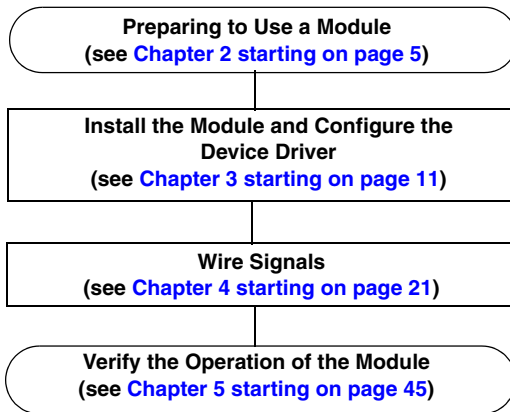 Preparing to Use a Module
(see Chapter 2 starting on page 5)
Install the Module and Configure the
Device Driver
(see Chapter 3 starting on page 11)
Wire Signals
(see Chapter 4 starting on page 21)
Verify the Operation of the Module
(see Chapter 5 starting on page 45)